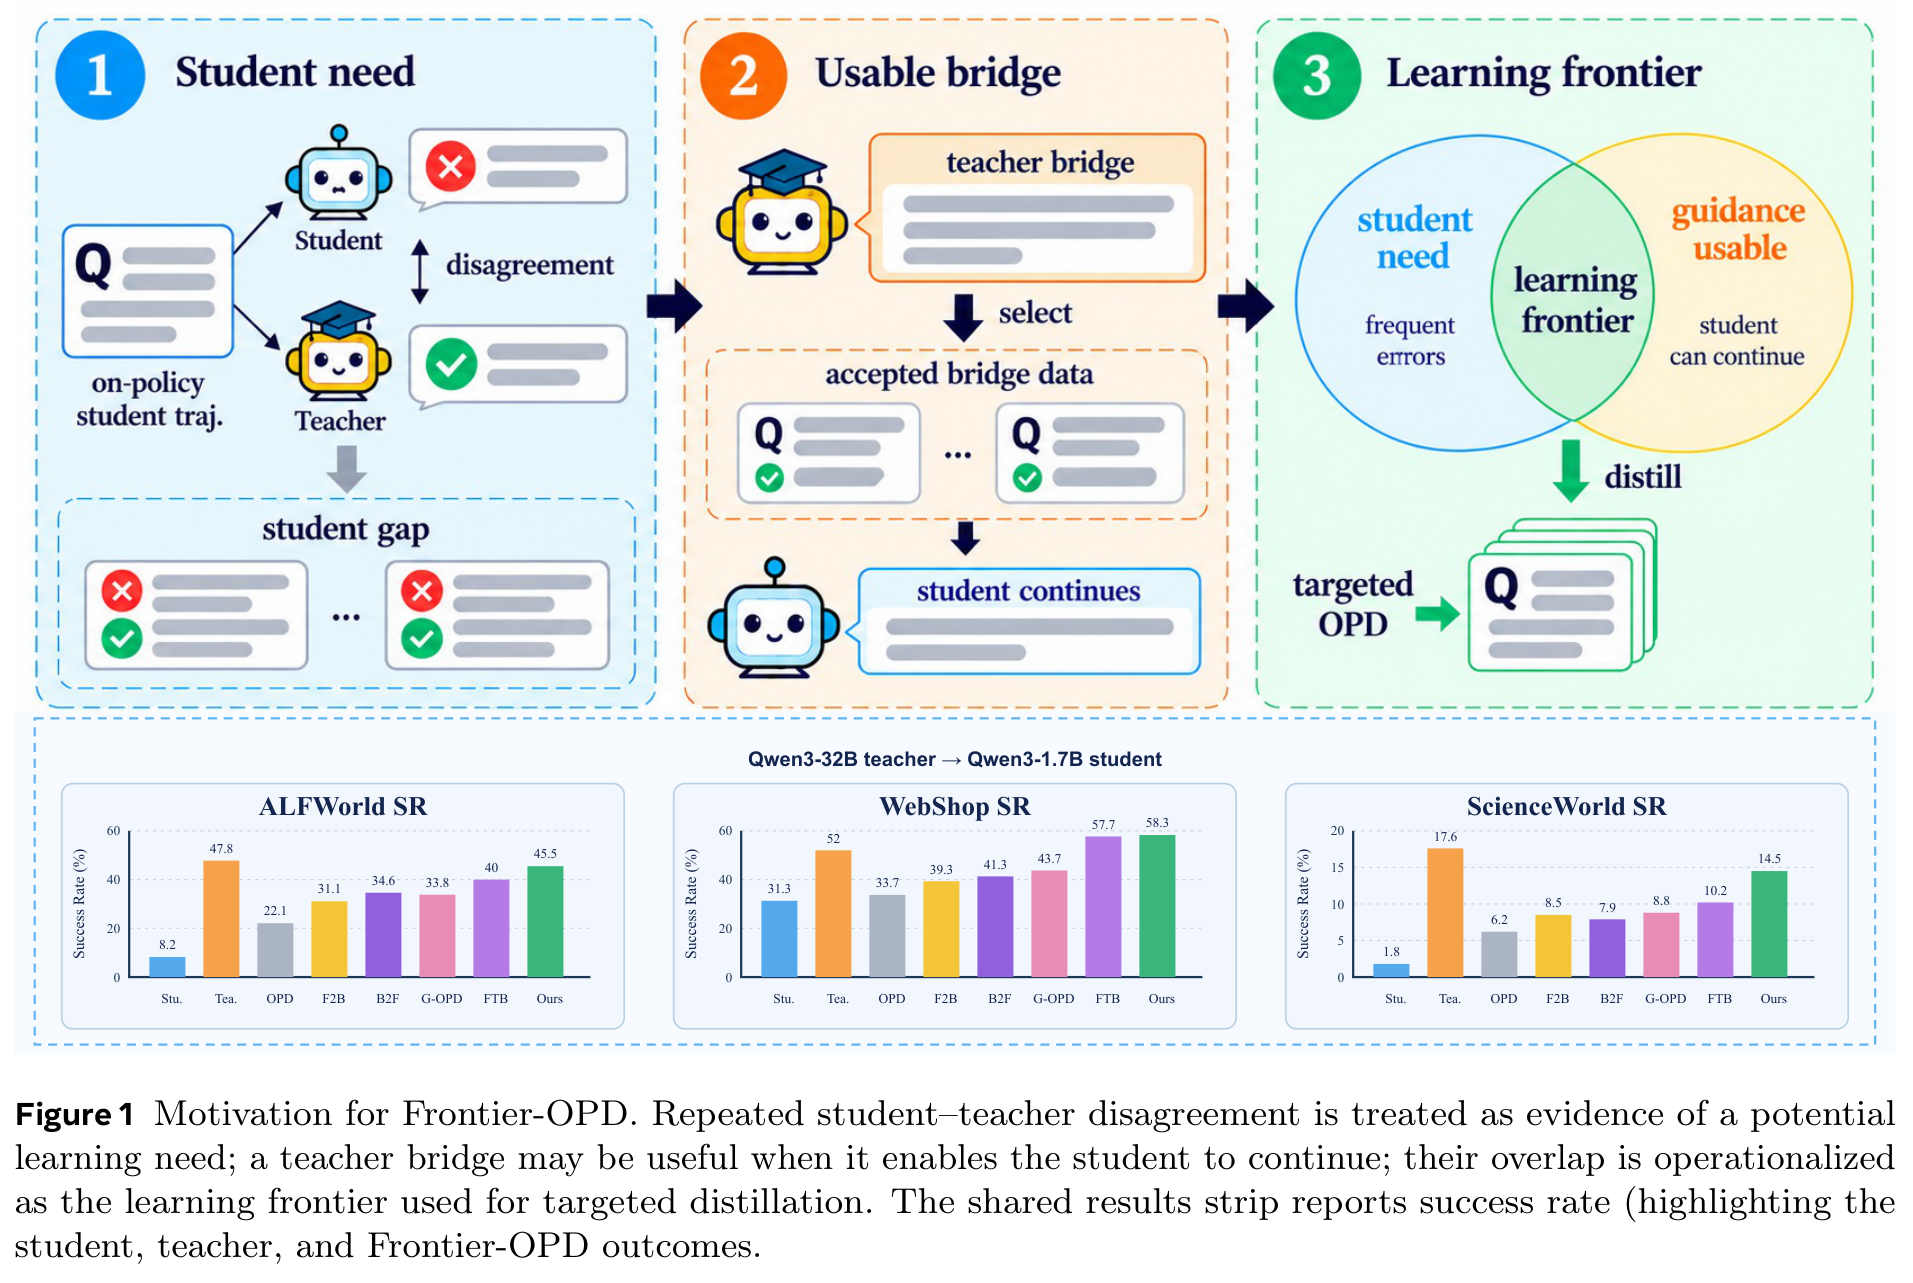 1
Student need
Student
disagreement
Q
on-policy
student traj.
Teacher
student gap
...
2
Usable bridge
teacher bridge
select
accepted bridge data
Q
...
Q
student continues
3
Learning frontier
student
need
frequent
errors
learning
frontier
guidance
usable
student
can continue
distill
targeted
OPD
Q
Qwen3-32B teacher → Qwen3-1.7B student
ALFWorld SR
Success Rate (%)
60
40
20
0
8.2
47.8
22.1
31.1
34.6
33.8
40
45.5
Stu. Tea. OPD F2B B2F G-OPD FTB Ours
WebShop SR
Success Rate (%)
60
40
20
0
31.3
52
33.7
39.3
41.3
43.7
57.7
58.3
Stu. Tea. OPD F2B B2F G-OPD FTB Ours
ScienceWorld SR
Success Rate (%)
20
15
10
5
0
1.8
17.6
6.2
8.5
7.9
8.8
10.2
14.5
Stu. Tea. OPD F2B B2F G-OPD FTB Ours
Figure 1 Motivation for Frontier-OPD. Repeated student–teacher disagreement is treated as evidence of a potential
learning need; a teacher bridge may be useful when it enables the student to continue; their overlap is operationalized
as the learning frontier used for targeted distillation. The shared results strip reports success rate (highlighting the
student, teacher, and Frontier-OPD outcomes.